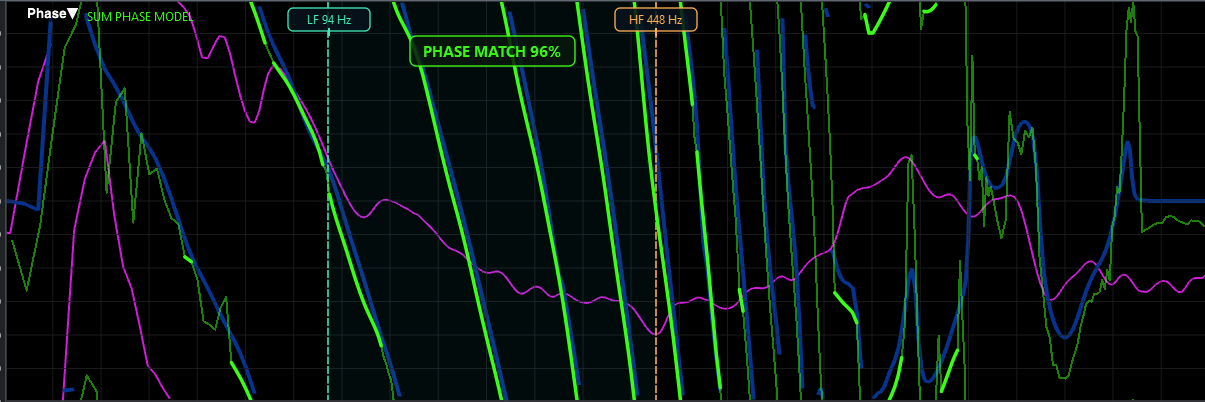 Phase▼ SUM PHASE MODEL
LF 94 Hz
HF 448 Hz
PHASE MATCH 96%